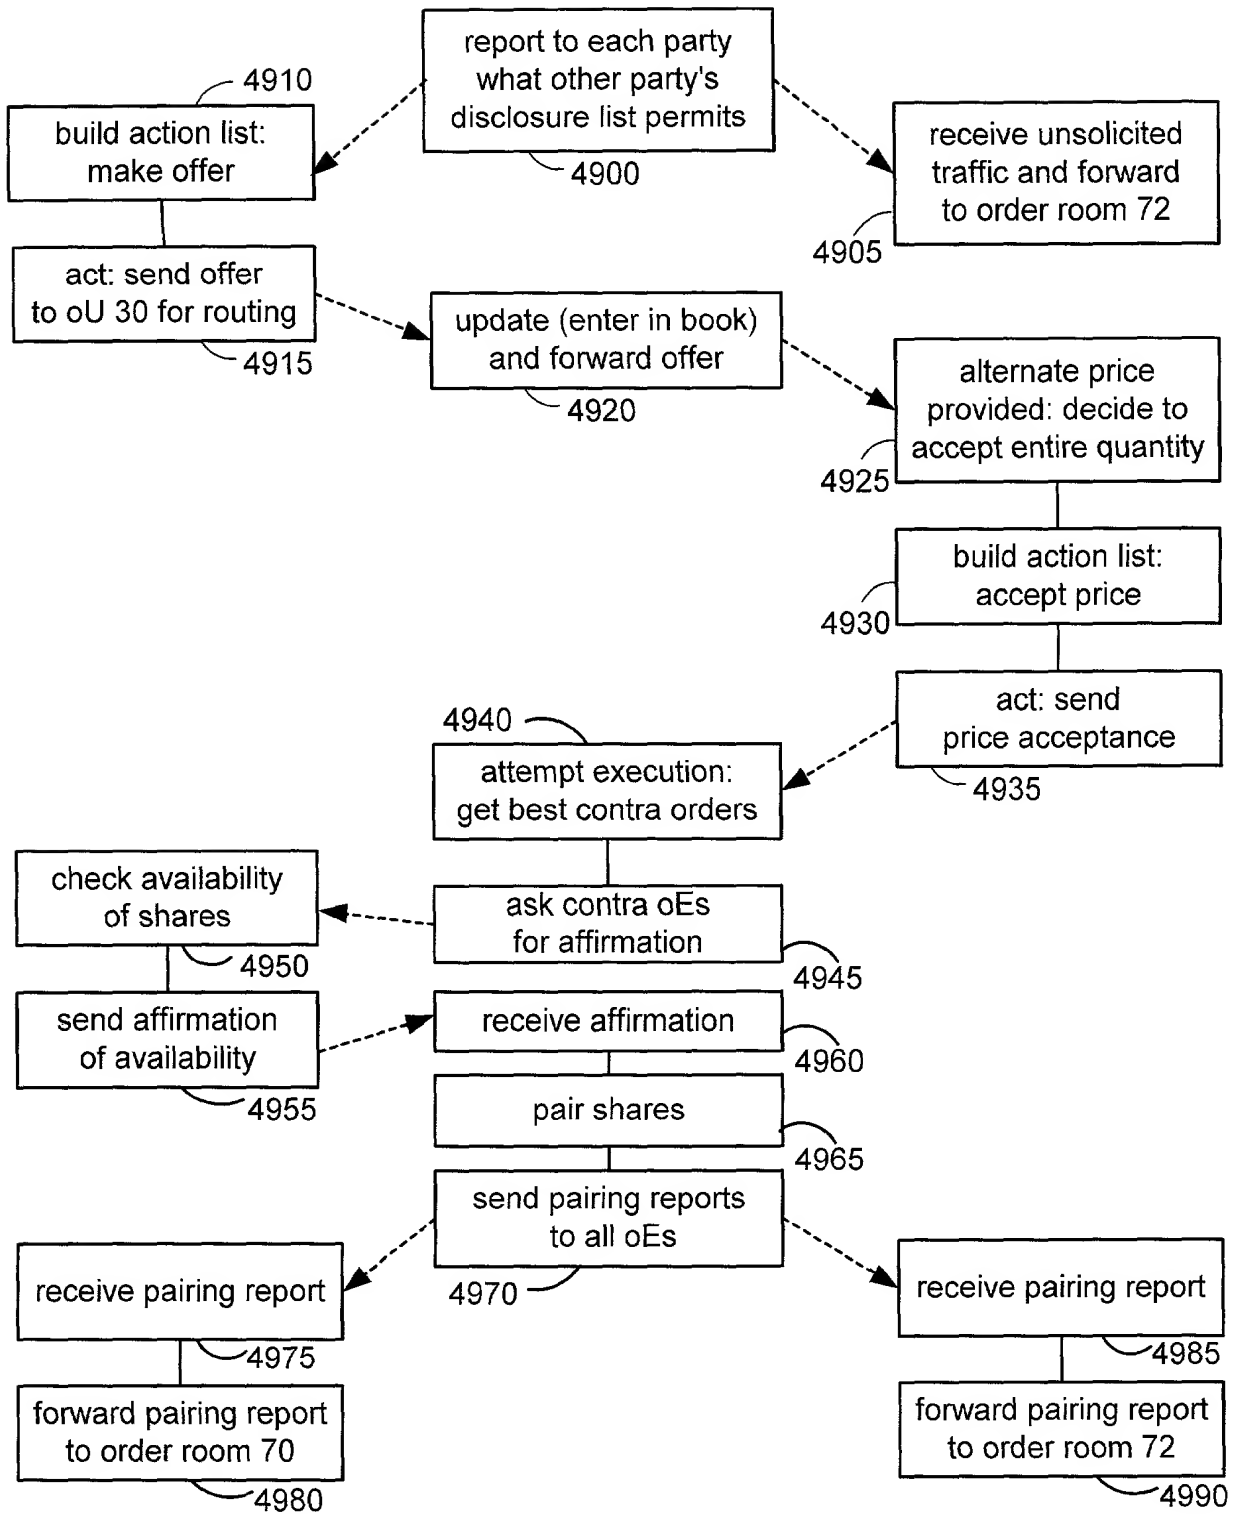 report to each party
what other party's
disclosure list permits
4900
4910
build action list:
make offer
receive unsolicited
traffic and forward
to order room 72
4905
act: send offer
to oU 30 for routing
4915
update (enter in book)
and forward offer
4920
alternate price
provided: decide to
accept entire quantity
4925
build action list:
accept price
4930
act: send
price acceptance
4935
4940
attempt execution:
get best contra orders
ask contra oEs
for affirmation
4945
check availability
of shares
4950
send affirmation
of availability
4955
receive affirmation
4960
pair shares
4965
send pairing reports
to all oEs
4970
receive pairing report
4975
forward pairing report
to order room 70
4980
receive pairing report
4985
forward pairing report
to order room 72
4990